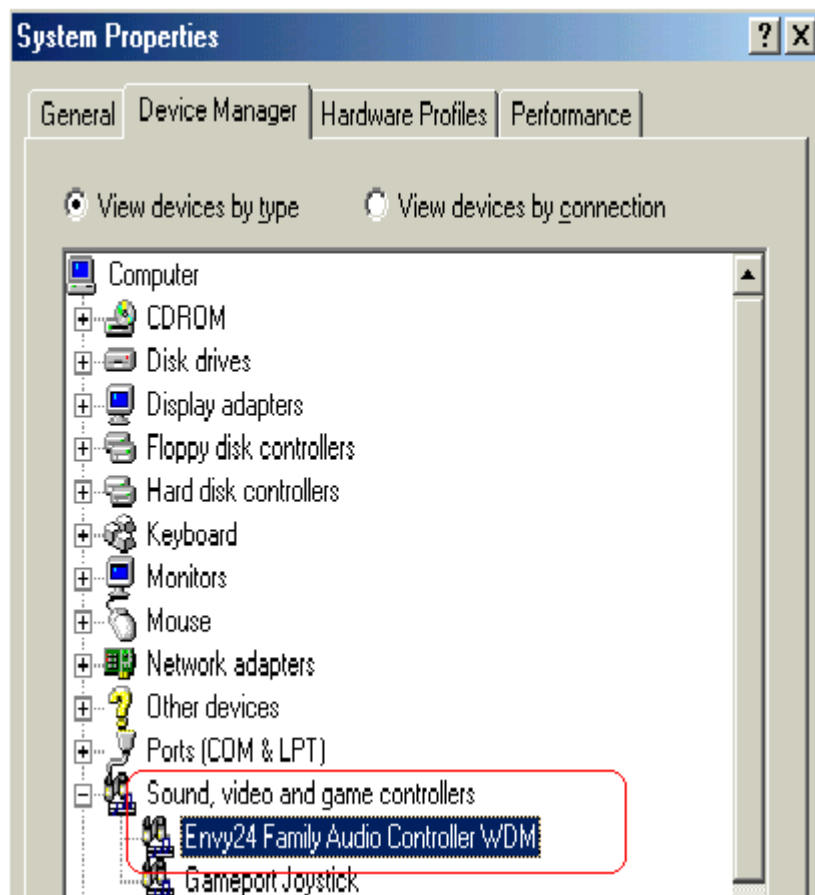 System Properties
General Device Manager Hardware Profiles Performance
View devices by type View devices by connection
Computer
CDROM
Disk drives
Display adapters
Floppy disk controllers
Hard disk controllers
Keyboard
Monitors
Mouse
Network adapters
Other devices
Ports (COM & LPT)
Sound, video and game controllers
Envy24 Family Audio Controller WDM
Gameport Joystick